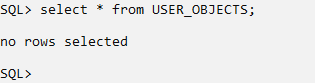 SQL> select * from USER_OBJECTS;
no rows selected
SQL>